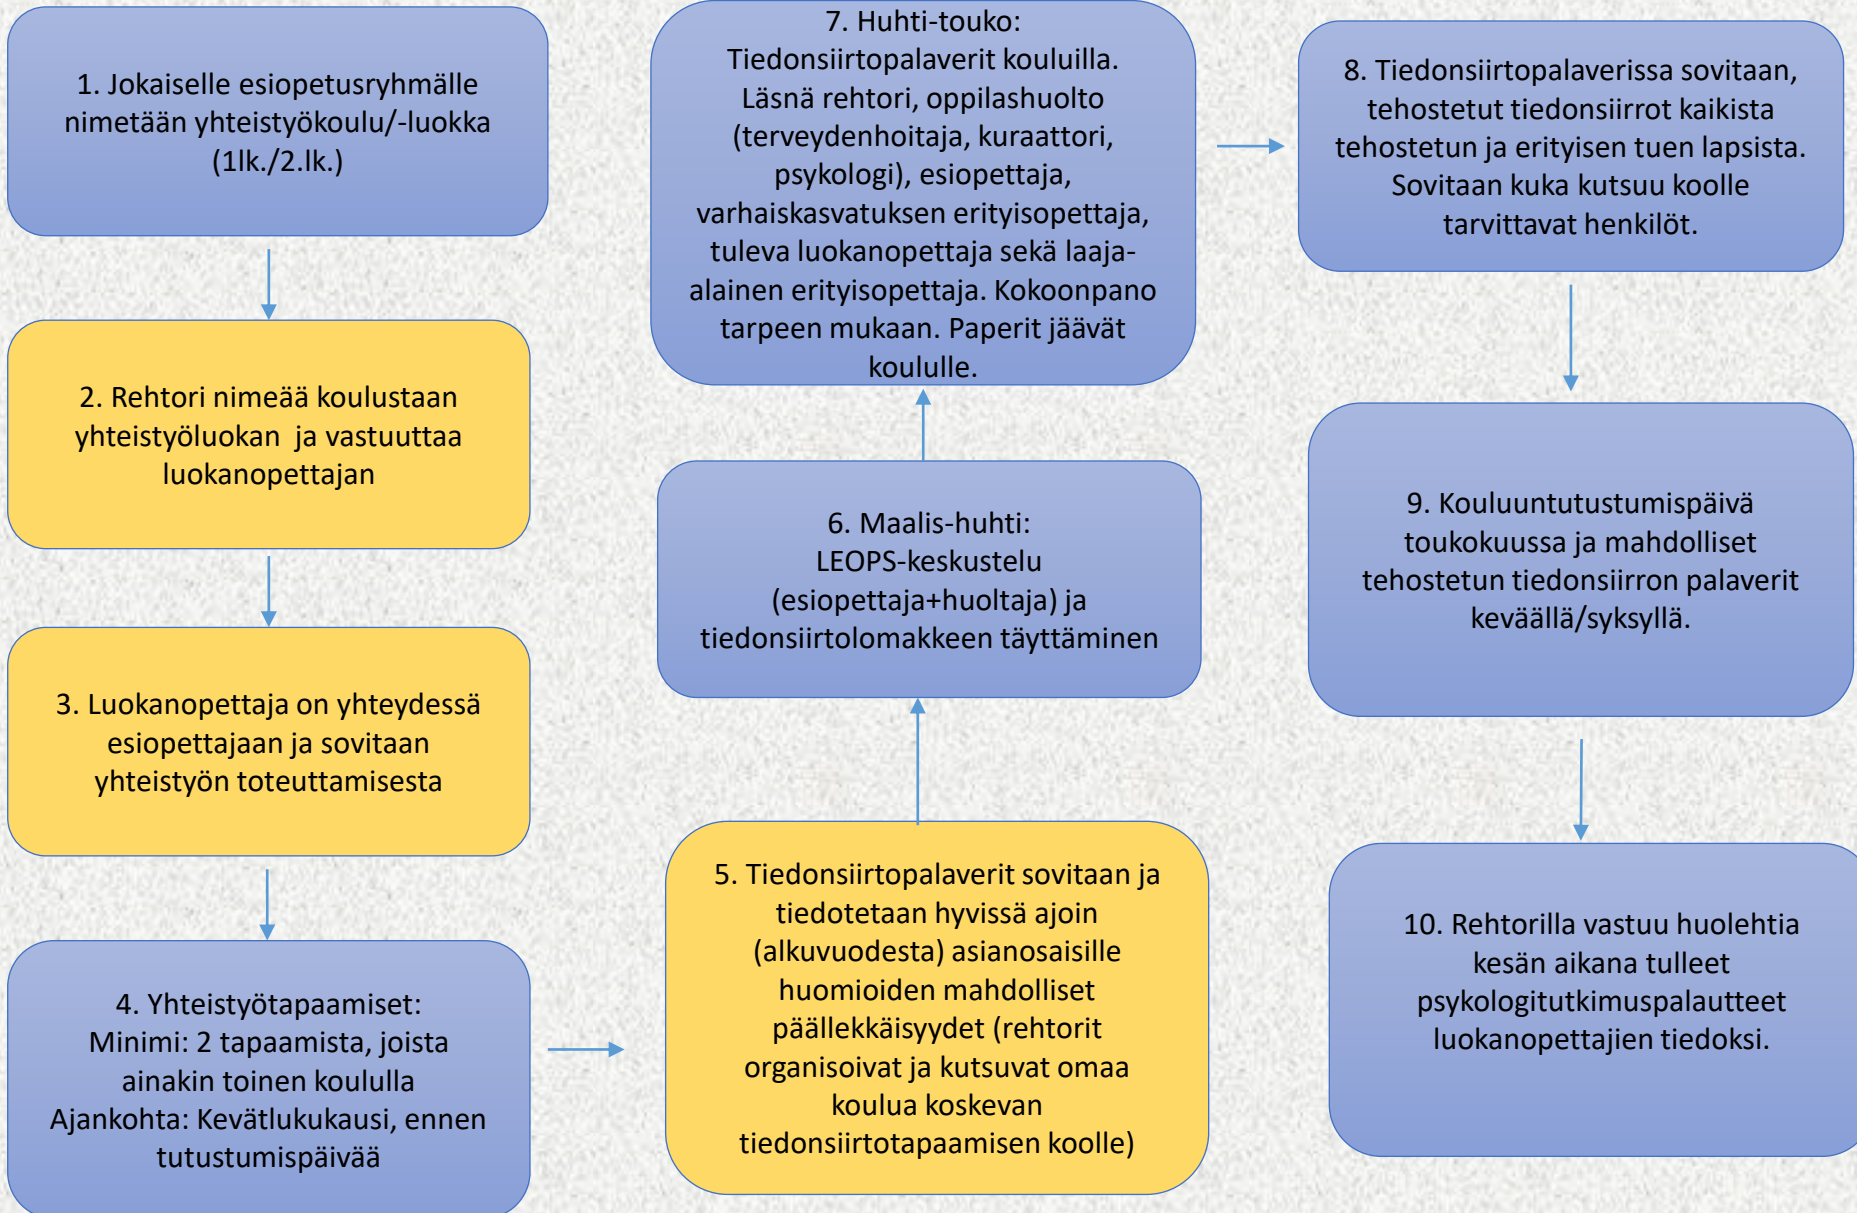 1. Jokaiselle esiopetusryhmälle
nimetään yhteistyökoulu/-luokka
(1lk./2.lk.)
2. Rehtori nimeää koulustaan
yhteistyöluokan ja vastuuttaa
luokanopettajan
3. Luokanopettaja on yhteydessä
esiopettajaan ja sovitaan
yhteistyön toteuttamisesta
4. Yhteistyötapaamiset:
Minimi: 2 tapaamista, joista
ainakin toinen koululla
Ajankohta: Kevätlukukausi, ennen
tutustumispäivää
5. Tiedonsiirtopalaverit sovitaan ja
tiedotetaan hyvissä ajoin
(alkuvuodesta) asianosaisille
huomioiden mahdolliset
päällekkäisyydet (rehtorit
organisoivat ja kutsuvat omaa
koulua koskevan
tiedonsiirtotapaamisen koolle)
6. Maalis-huhti:
LEOPS-keskustelu
(esiopettaja+huoltaja) ja
tiedonsiirtolomakkeen täyttäminen
7. Huhti-touko:
Tiedonsiirtopalaverit kouluilla.
Läsnä rehtori, oppilashuolto
(terveydenhoitaja, kuraattori,
psykologi), esiopettaja,
varhaiskasvatuksen erityisopettaja,
tuleva luokanopettaja sekä laaja-
alainen erityisopettaja. Kokoonpano
tarpeen mukaan. Paperit jäävät
koululle.
8. Tiedonsiirtopalaverissa sovitaan,
tehostetut tiedonsiirrot kaikista
tehostetun ja erityisen tuen lapsista.
Sovitaan kuka kutsuu koolle
tarvittavat henkilöt.
9. Kouluuntutustumispäivä
toukokuussa ja mahdolliset
tehostetun tiedonsiirron palaverit
keväällä/syksyllä.
10. Rehtorilla vastuu huolehtia
kesän aikana tulleet
psykologitutkimuspalautteet
luokanopettajien tiedoksi.